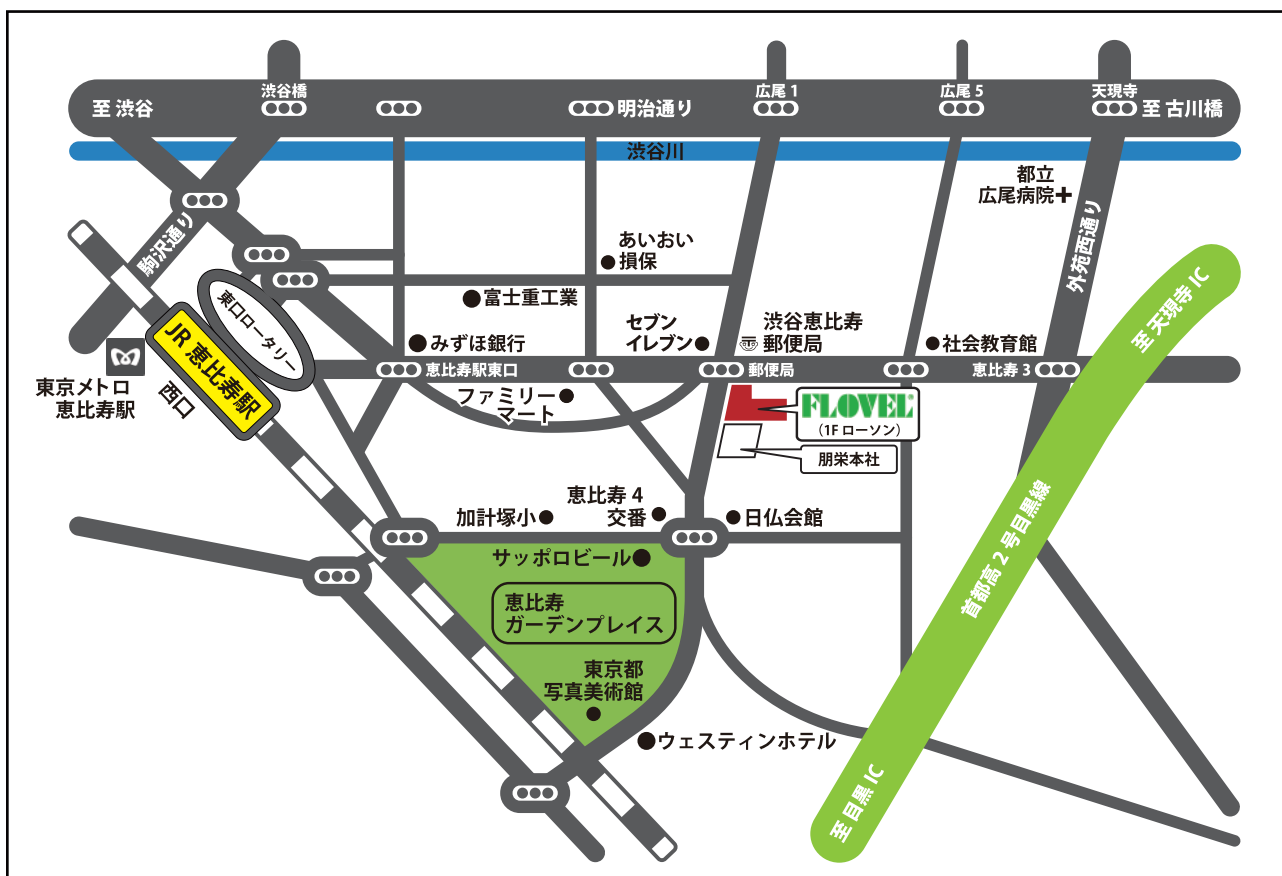 渋谷橋
広尾 1
広尾 5
天現寺
至 渋谷
明治通り
至 古川橋
渋谷川
都立
広尾病院
駒沢通り
外苑西通り
あいおい
損保
富士重工業
東口ロータリー
至 天現寺 IC
JR 恵比寿駅
西口
東京メトロ
恵比寿駅
みずほ銀行
セブン
イレブン
渋谷恵比寿
郵便局
社会教育館
恵比寿駅東口
郵便局
恵比寿 3
ファミリー
マート
FLOVEL
(1F ローソン)
朋栄本社
恵比寿 4
交番
加計塚小
日仏会館
サッポロビール
首都高 2 号目黒線
恵比寿
ガーデンプレイス
東京都
写真美術館
ウェスティンホテル
至 目黒 IC